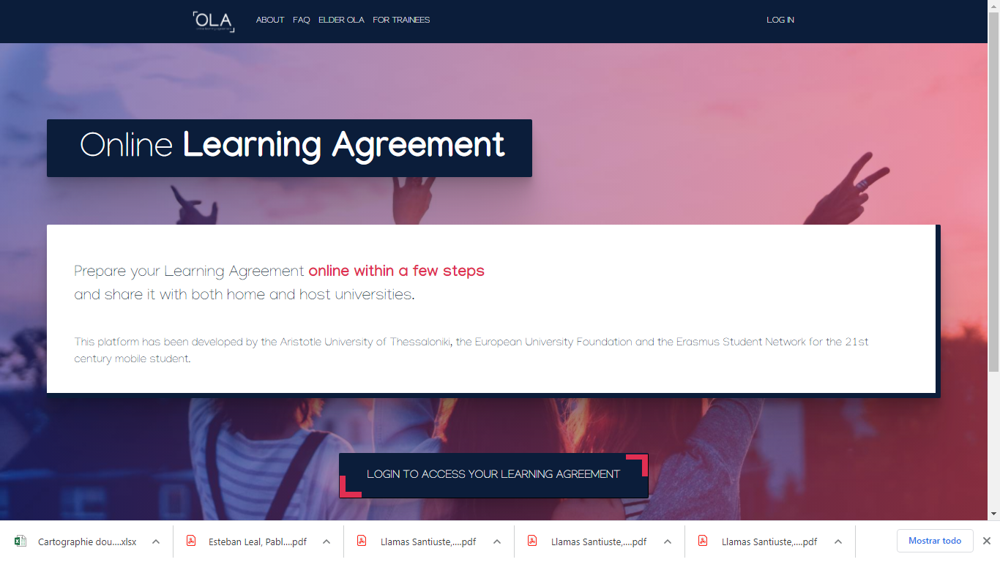 OLA
ABOUT FAQ ELDER OLA FOR TRAINEES LOG IN
Online Learning Agreement
Prepare your Learning Agreement online within a few steps
and share it with both home and host universities.
This platform has been developed by the Aristotle University of Thessaloniki, the European University Foundation and the Erasmus Student Network for the 21st
century mobile student.
LOGIN TO ACCESS YOUR LEARNING AGREEMENT
Cartographie dou....xlsx Esteban Leal, Pabl....pdf Llamas Santiuste,....pdf Llamas Santiuste,....pdf Llamas Santiuste,....pdf Mostrar todo